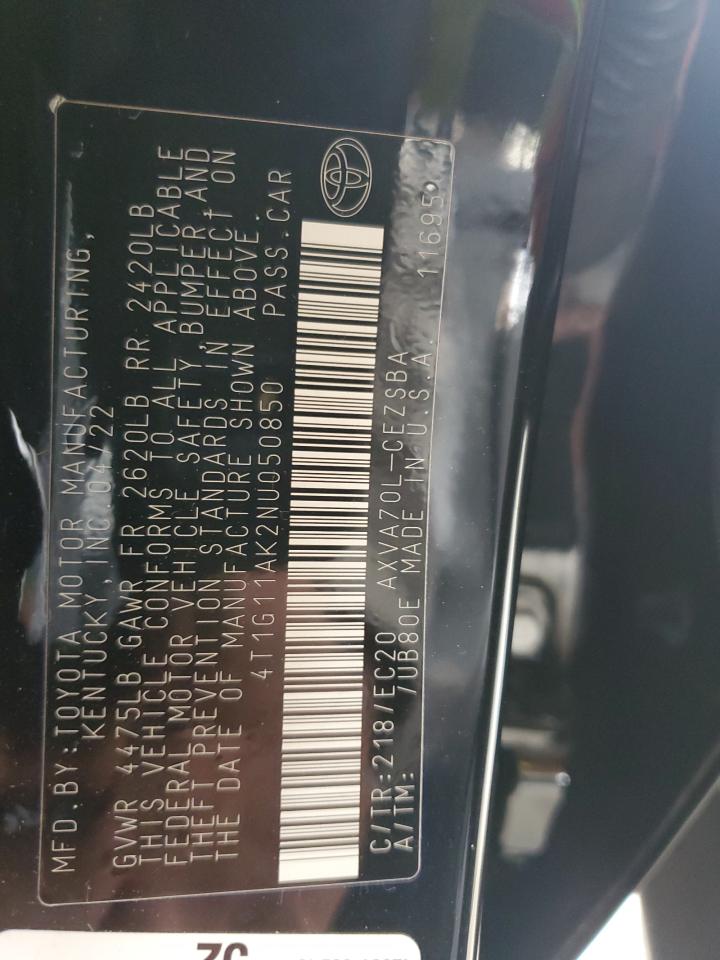 MFD.BY:TOYOTA MOTOR MANUFACTURING,
KENTUCKY,INC.04/22
GVWR 4475LB GAWR FR 2620LB RR 2420LB
THIS VEHICLE CONFORMS TO ALL APPLICABLE
FEDERAL MOTOR VEHICLE SAFETY,BUMPER,AND
THEFT PREVENTION STANDARDS IN EFFECT ON
THE DATE OF MANUFACTURE SHOWN ABOVE.
4T1G11AK2NU050850 PASS.CAR
C/TR:218/EC20 AXVA70L-CEZSBA
A/TM: /UB80E MADE IN U.S.A. 11695